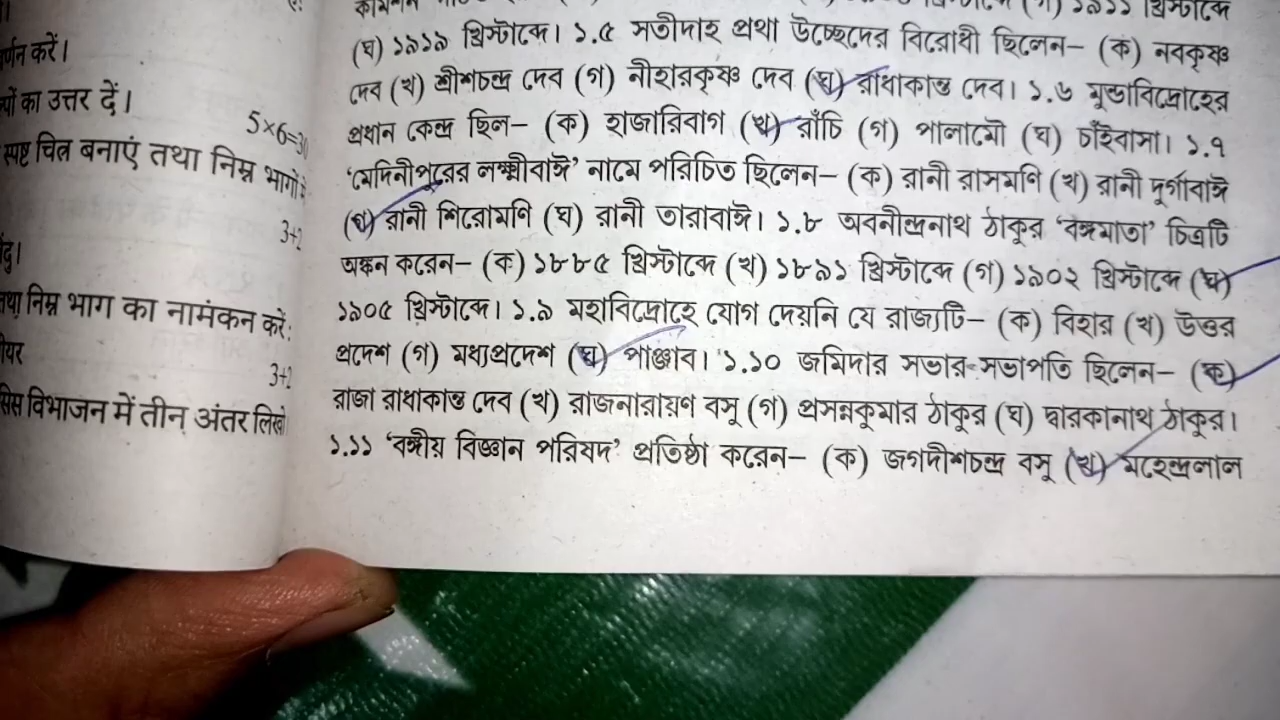 र्णन करें।
का उत्तर दें।
5×6=30
स्पष्ट चित्र बनाएं तथा निम्न भागों
3+2
तथा निम्न भाग का नामंकन करें:
3+2
विभाजन में तीन अंतर लिखें
১৯১১ খ্রিস্টাব্দে
(ঘ) ১৯১৯ খ্রিস্টাব্দে। ১.৫ সতীদাহ প্রথা উচ্ছেদের বিরোধী ছিলেন– (ক) নবকৃষ্ণ
দেব (খ) শ্রীশচন্দ্র দেব (গ) নীহারকৃষ্ণ দেব (ঘ) রাধাকান্ত দেব। ১.৬ মুন্ডাবিদ্রোহের
প্রধান কেন্দ্র ছিল– (ক) হাজারিবাগ (খ) রাঁচি (গ) পালামৌ (ঘ) চাঁইবাসা। ১.৭
‘মেদিনীপুরের লক্ষ্মীবাঈ’ নামে পরিচিত ছিলেন– (ক) রানী রাসমণি (খ) রানী দুর্গাবাঈ
(গ) রানী শিরোমণি (ঘ) রানী তারাবাঈ। ১.৮ অবনীন্দ্রনাথ ঠাকুর ‘বঙ্গমাতা’ চিত্রটি
অঙ্কন করেন– (ক) ১৮৮৫ খ্রিস্টাব্দে (খ) ১৮৯১ খ্রিস্টাব্দে (গ) ১৯০২ খ্রিস্টাব্দে (ঘ)
১৯০৫ খ্রিস্টাব্দে। ১.৯ মহাবিদ্রোহে যোগ দেয়নি যে রাজ্যটি– (ক) বিহার (খ) উত্তর
প্রদেশ (গ) মধ্যপ্রদেশ (ঘ) পাঞ্জাব। ১.১০ জমিদার সভার সভাপতি ছিলেন– (ক)
রাজা রাধাকান্ত দেব (খ) রাজনারায়ণ বসু (গ) প্রসন্নকুমার ঠাকুর (ঘ) দ্বারকানাথ ঠাকুর।
১.১১ ‘বঙ্গীয় বিজ্ঞান পরিষদ’ প্রতিষ্ঠা করেন– (ক) জগদীশচন্দ্র বসু (খ) মহেন্দ্রলাল